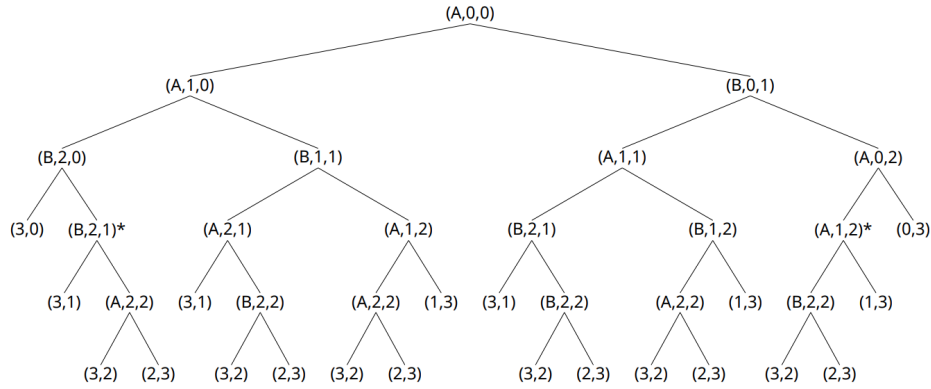 (A,0,0)
(A,1,0) (B,0,1)
(B,2,0) (B,1,1) (A,1,1) (A,0,2)
(3,0) (B,2,1)* (A,2,1) (A,1,2) (B,2,1) (B,1,2) (A,1,2)* (0,3)
(3,1) (A,2,2) (3,1) (B,2,2) (A,2,2) (1,3) (3,1) (B,2,2) (A,2,2) (1,3) (B,2,2) (1,3)
(3,2) (2,3) (3,2) (2,3) (3,2) (2,3) (3,2) (2,3) (3,2) (2,3) (3,2) (2,3)